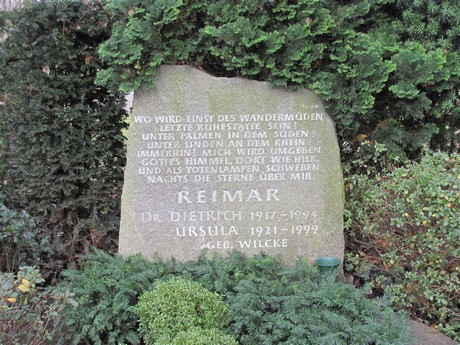 WO WIRD EINST DES WANDERMÜDEN
LETZTE RUHESTÄTTE SEIN?
UNTER PALMEN IN DEM SÜDEN?
UNTER LINDEN AN DEM RHEIN?
IMMERHIN! MICH WIRD UMGEBEN
GOTTES HIMMEL, DORT WIE HIER,
UND ALS TOTENLAMPEN SCHWEBEN
NACHTS DIE STERNE ÜBER MIR.
REIMAR
DR. DIETRICH 1917-1994
URSULA 1921-1999
GEB. WILCKE